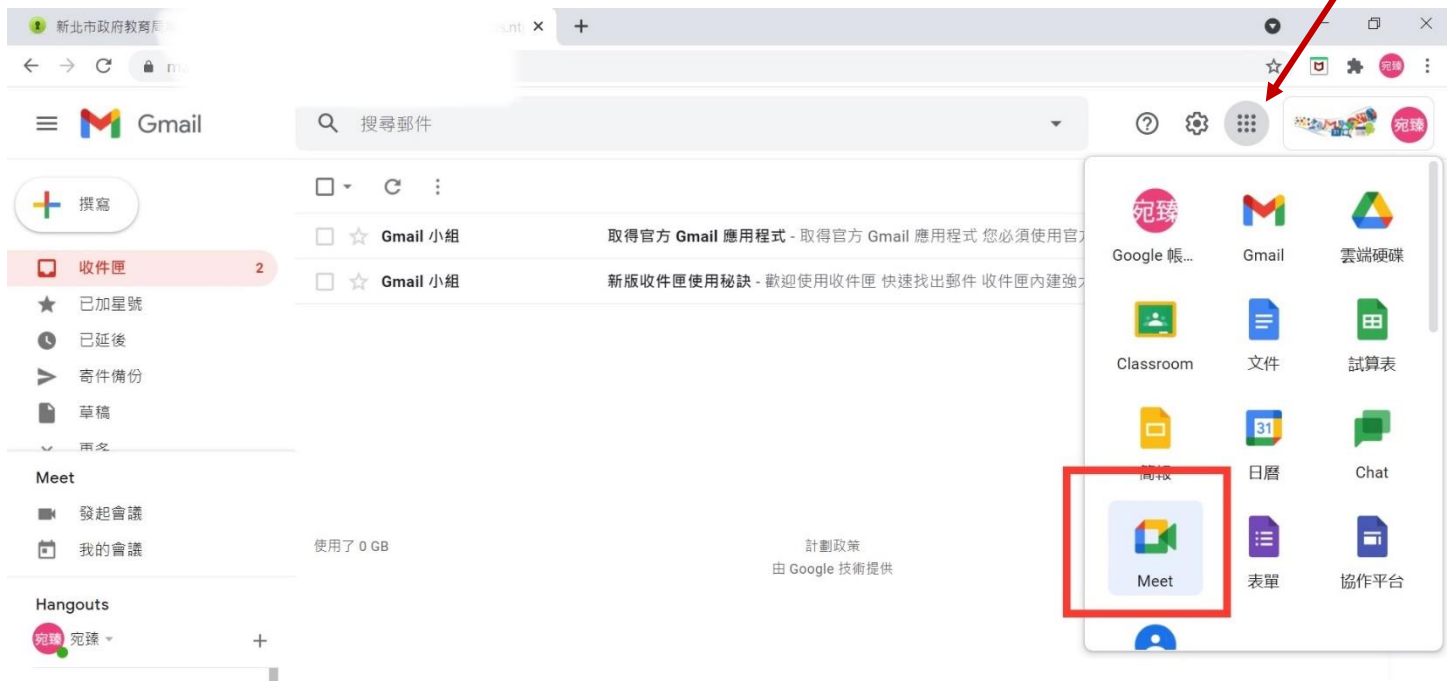 新北市政府教育局
Gmail
搜尋郵件
宛臻
撰寫
收件匣 2
已加星號
已延後
寄件備份
草稿
更多
Meet
發起會議
我的會議
Hangouts
宛臻 宛臻
Gmail 小組 取得官方 Gmail 應用程式 - 取得官方 Gmail 應用程式 您必須使用官方
Gmail 小組 新版收件匣使用秘訣 - 歡迎使用收件匣 快速找出郵件 收件匣內建強大
使用了 0 GB
計劃政策
由 Google 技術提供
宛臻
Google 帳... Gmail 雲端硬碟
Classroom 文件 試算表
31
簡報 日曆 Chat
Meet 表單 協作平台